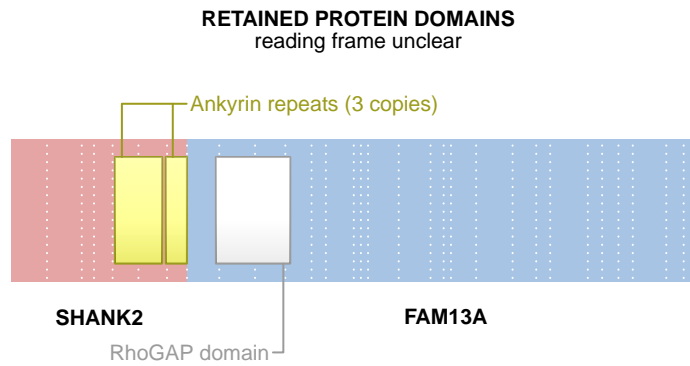 RETAINED PROTEIN DOMAINS
reading frame unclear
Ankyrin repeats (3 copies)
SHANK2
FAM13A
RhoGAP domain